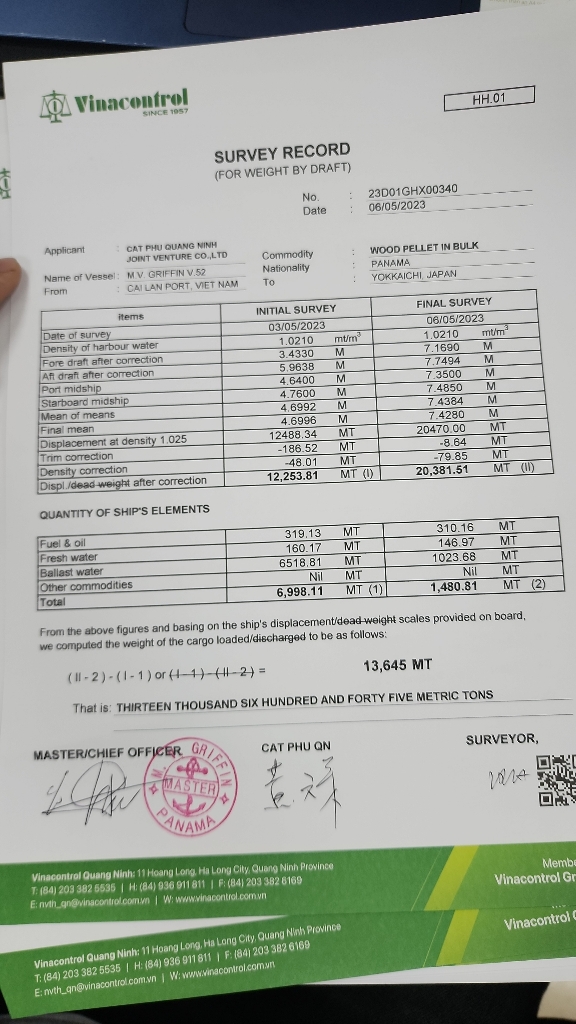 Vinacontrol
SINCE 1957
HH.01
SURVEY RECORD
(FOR WEIGHT BY DRAFT)
No. : 23D01GHX00340
Date : 06/05/2023
Applicant : CAT PHU QUANG NINH JOINT VENTURE CO.,LTD
Commodity : WOOD PELLET IN BULK
Name of Vessel : M.V. GRIFFIN V.52
Nationality : PANAMA
From : CAI LAN PORT, VIET NAM
To : YOKKAICHI, JAPAN
items INITIAL SURVEY FINAL SURVEY
Date of survey 03/05/2023 06/05/2023
Density of harbour water 1.0210 mt/m³ 1.0210 mt/m³
Fore draft after correction 3.4330 M 7.1690 M
Aft draft after correction 5.9638 M 7.7494 M
Port midship 4.6400 M 7.3500 M
Starboard midship 4.7600 M 7.4850 M
Mean of means 4.6992 M 7.4384 M
Final mean 4.6996 M 7.4280 M
Displacement at density 1.025 12488.34 MT 20470.00 MT
Trim correction -186.52 MT -8.64 MT
Density correction -48.01 MT -79.85 MT
Displ./dead weight after correction 12,253.81 MT (I) 20,381.51 MT (II)
QUANTITY OF SHIP'S ELEMENTS
Fuel & oil 319.13 MT 310.16 MT
Fresh water 160.17 MT 146.97 MT
Ballast water 6518.81 MT 1023.68 MT
Other commodities Nil MT Nil MT
Total 6,998.11 MT (1) 1,480.81 MT (2)
From the above figures and basing on the ship's displacement/dead weight scales provided on board,
we computed the weight of the cargo loaded/discharged to be as follows:
( II - 2 ) - ( I - 1 ) or ( I - 1 ) - ( II - 2 ) = 13,645 MT
That is: THIRTEEN THOUSAND SIX HUNDRED AND FORTY FIVE METRIC TONS
MASTER/CHIEF OFFICER CAT PHU QN SURVEYOR,
M.V. GRIFFIN
MASTER
PANAMA
Vinacontrol Quang Ninh: 11 Hoang Long, Ha Long City, Quang Ninh Province
T: (84) 203 382 5535 | H: (84) 936 911 811 | F: (84) 203 382 6169
E: nvth_qn@vinacontrol.com.vn | W: www.vinacontrol.com.vn
Membe
Vinacontrol Gr
Vinacontrol Quang Ninh: 11 Hoang Long, Ha Long City, Quang Ninh Province
T: (84) 203 382 5535 | H: (84) 936 911 811 | F: (84) 203 382 6169
E: nvth_qn@vinacontrol.com.vn | W: www.vinacontrol.com.vn
Vinacontrol G